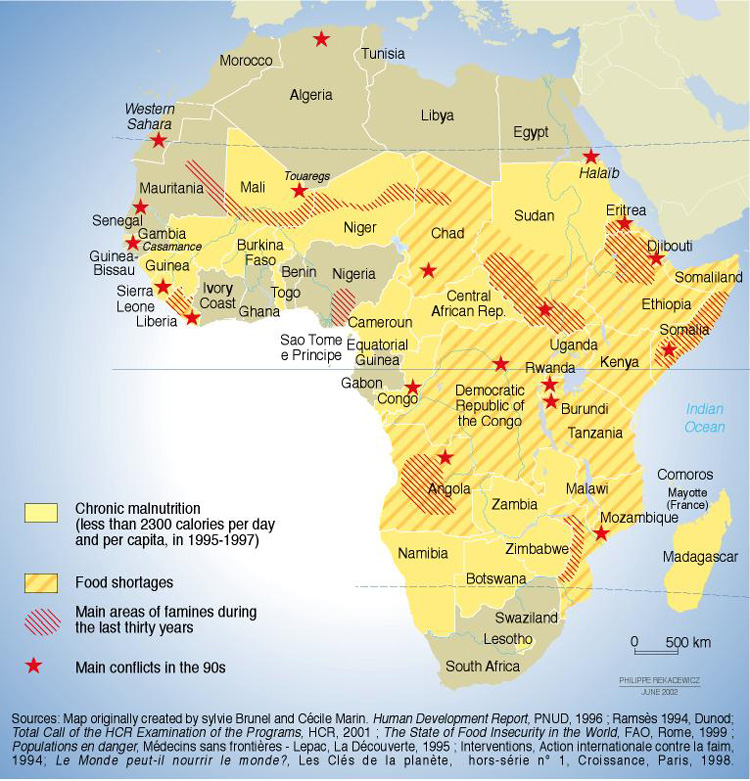 Morocco
Tunisia
Algeria
Libya
Egypt
Western
Sahara
Mauritania
Mali
Touaregs
Niger
Chad
Sudan
Halaïb
Eritrea
Djibouti
Somaliland
Ethiopia
Somalia
Senegal
Gambia
Casamance
Guinea-
Bissau
Guinea
Sierra
Leone
Liberia
Burkina
Faso
Ivory
Coast
Ghana
Benin
Togo
Nigeria
Cameroun
Central
African Rep.
Sao Tome
e Principe
Equatorial
Guinea
Gabon
Congo
Democratic
Republic of
the Congo
Uganda
Rwanda
Kenya
Burundi
Tanzania
Indian
Ocean
Angola
Zambia
Malawi
Comoros
Mayotte
(France)
Mozambique
Madagascar
Namibia
Zimbabwe
Botswana
Swaziland
Lesotho
South Africa
Chronic malnutrition
(less than 2300 calories per day
and per capita, in 1995-1997)
Food shortages
Main areas of famines during
the last thirty years
Main conflicts in the 90s
0 500 km
PHILIPPE REKACEWICZ
JUNE 2002
Sources: Map originally created by sylvie Brunel and Cécile Marin. Human Development Report, PNUD, 1996 ; Ramsès 1994, Dunod;
Total Call of the HCR Examination of the Programs, HCR, 2001 ; The State of Food Insecurity in the World, FAO, Rome, 1999 ;
Populations en danger, Médecins sans frontières - Lepac, La Découverte, 1995 ; Interventions, Action internationale contre la faim,
1994; Le Monde peut-il nourrir le monde?, Les Clés de la planète, hors-série n° 1, Croissance, Paris, 1998.